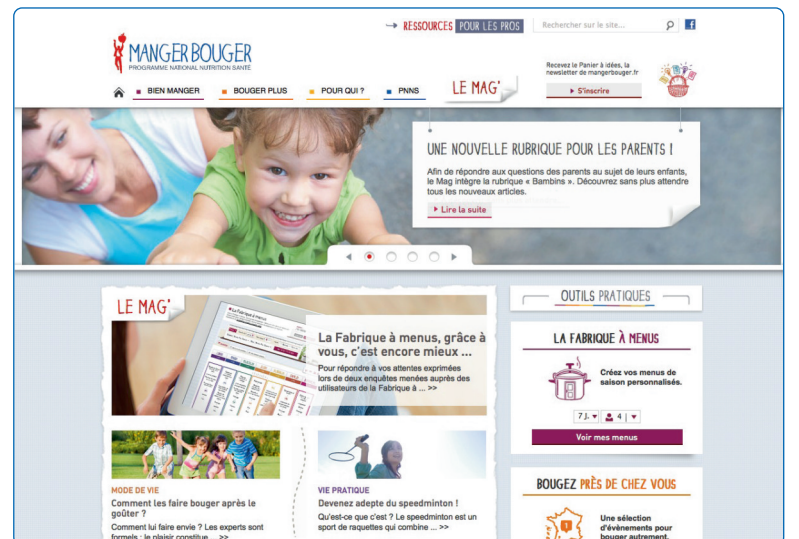 RESSOURCES POUR LES PROS
Rechercher sur le site...
MANGERBOUGER
PROGRAMME NATIONAL NUTRITION SANTÉ
Recevez le Panier à idées, la
newsletter de mangerbouger.fr
S'inscrire
BIEN MANGER
BOUGER PLUS
POUR QUI ?
PNNS
LE MAG'
UNE NOUVELLE RUBRIQUE POUR LES PARENTS !
Afin de répondre aux questions des parents au sujet de leurs enfants,
le Mag intègre la rubrique « Bambins ». Découvrez sans plus attendre
tous les nouveaux articles.
Lire la suite
LE MAG'
La Fabrique à menus, grâce à
vous, c'est encore mieux ...
Pour répondre à vos attentes exprimées
lors de deux enquêtes menées auprès des
utilisateurs de la Fabrique à ... >>
MODE DE VIE
Comment les faire bouger après le
goûter ?
Comment lui faire envie ? Les experts sont
formels : le plaisir constitue ... >>
VIE PRATIQUE
Devenez adepte du speedminton !
Qu'est-ce que c'est ? Le speedminton est un
sport de raquettes qui combine ... >>
OUTILS PRATIQUES
LA FABRIQUE À MENUS
Créez vos menus de
saison personnalisés.
7 J. 4
Voir mes menus
BOUGEZ PRÈS DE CHEZ VOUS
Une sélection
d'évènements pour
bouger autrement.